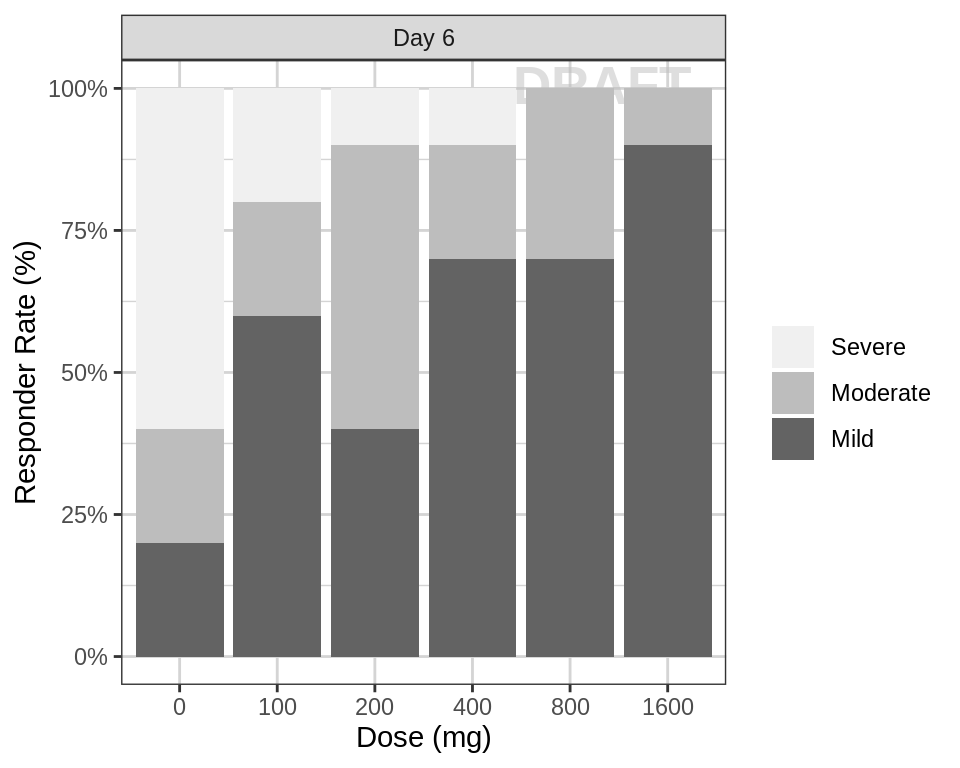 Day 6
DRAFT
100%
75%
50%
25%
0%
Responder Rate (%)
0 100 200 400 800 1600
Dose (mg)
Severe
Moderate
Mild